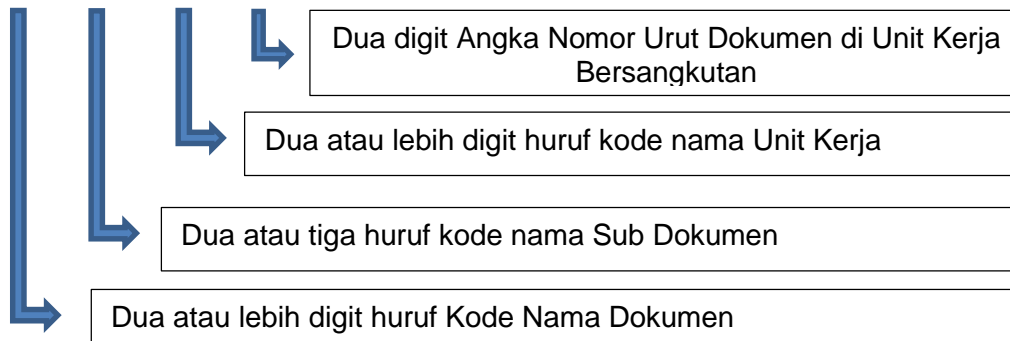 Dua digit Angka Nomor Urut Dokumen di Unit Kerja
Bersangkutan
Dua atau lebih digit huruf kode nama Unit Kerja
Dua atau tiga huruf kode nama Sub Dokumen
Dua atau lebih digit huruf Kode Nama Dokumen